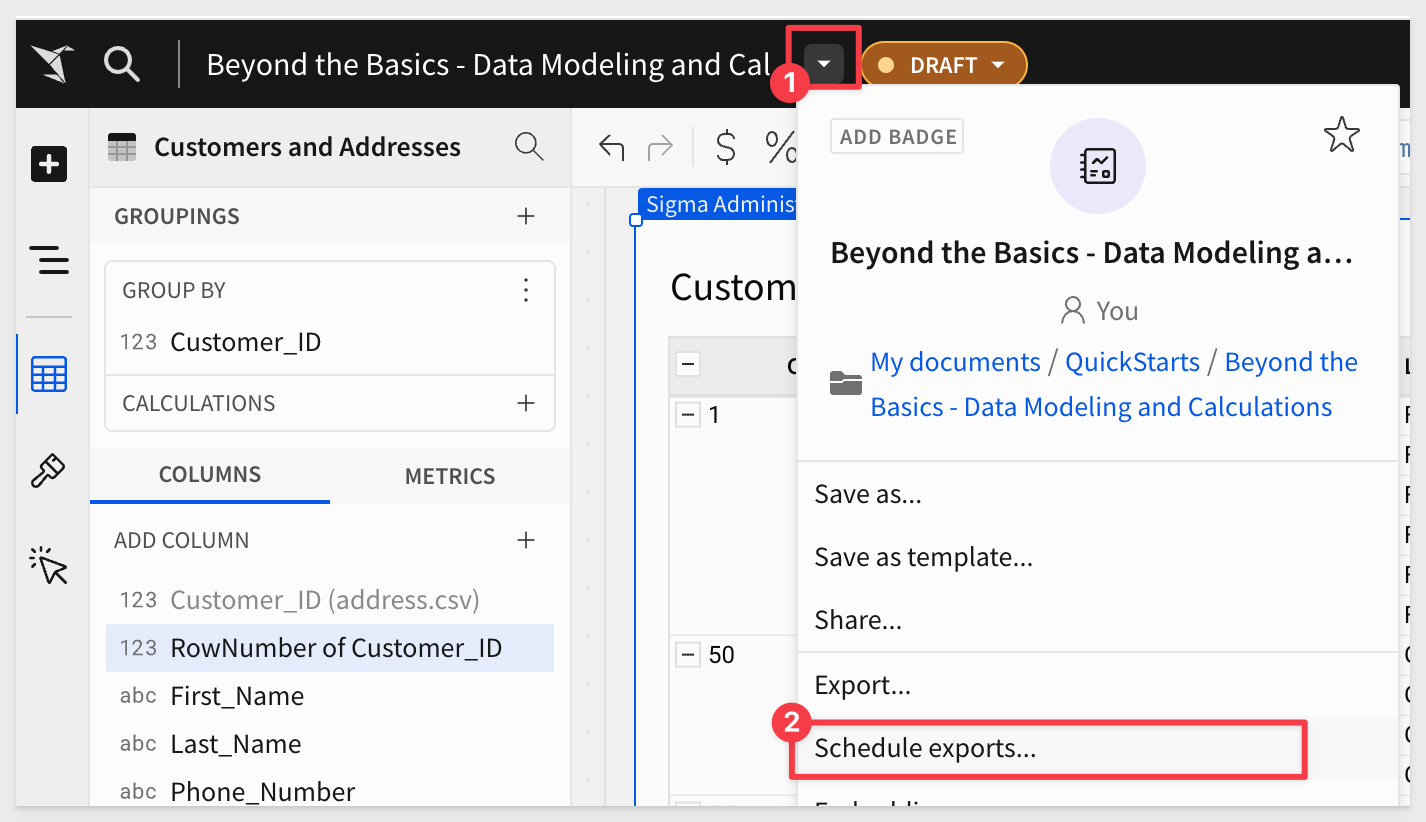 Beyond the Basics - Data Modeling and Cal
1
DRAFT
Customers and Addresses
$ %
ADD BADGE
GROUPINGS
Sigma Adminis
GROUP BY
123 Customer_ID
CALCULATIONS
COLUMNS METRICS
ADD COLUMN
123 Customer_ID (address.csv)
123 RowNumber of Customer_ID
abc First_Name
abc Last_Name
abc Phone_Number
Custom
1
50
Beyond the Basics - Data Modeling a...
You
My documents / QuickStarts / Beyond the
Basics - Data Modeling and Calculations
Save as...
Save as template...
Share...
Export...
2
Schedule exports...